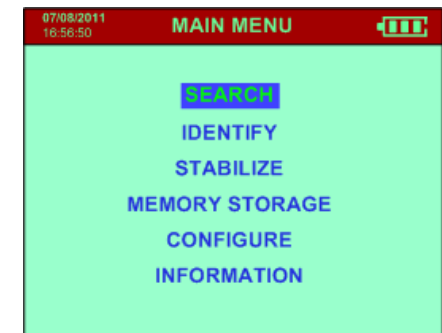 07/08/2011
16:56:50
MAIN MENU
SEARCH
IDENTIFY
STABILIZE
MEMORY STORAGE
CONFIGURE
INFORMATION